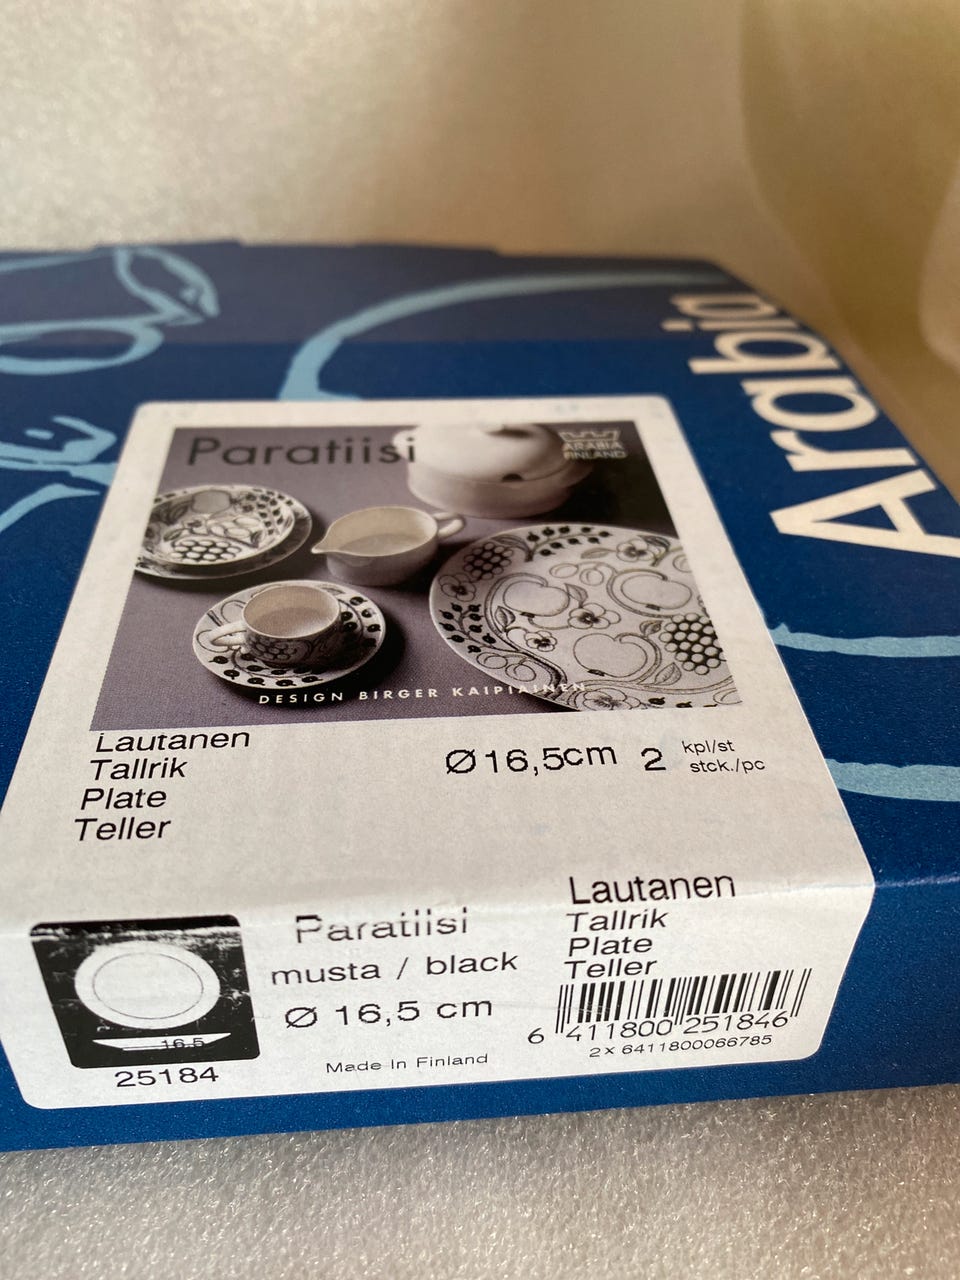 Arabia
Paratiisi
ARABIA
FINLAND
DESIGN BIRGER KAIPIAINEN
Lautanen
Tallrik
Plate
Teller
Ø16,5cm 2 kpl/st
stck./pc
Paratiisi
musta / black
Ø 16,5 cm
Made In Finland
16.5
25184
Lautanen
Tallrik
Plate
Teller
6 411800 251846
2x 6411800066785